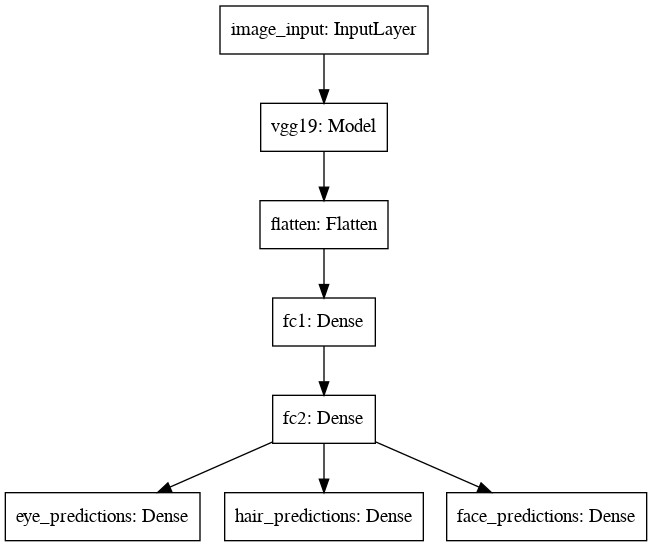 image_input: InputLayer
vgg19: Model
flatten: Flatten
fc1: Dense
fc2: Dense
eye_predictions: Dense
hair_predictions: Dense
face_predictions: Dense